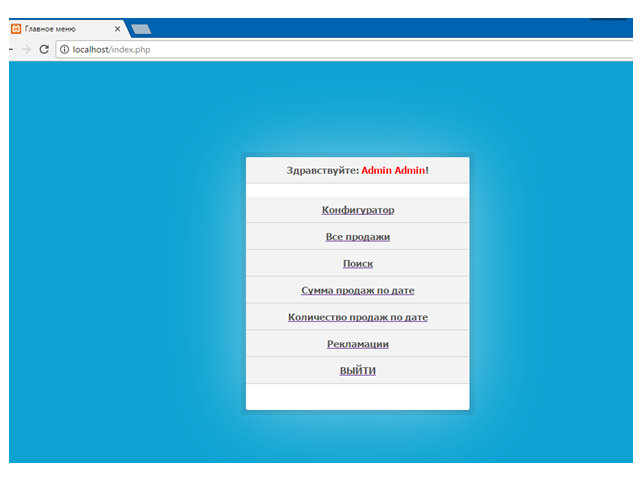 Главное меню
localhost/index.php
Здравствуйте: Admin Admin!
Конфигуратор
Все продажи
Поиск
Сумма продаж по дате
Количество продаж по дате
Рекламации
ВЫЙТИ